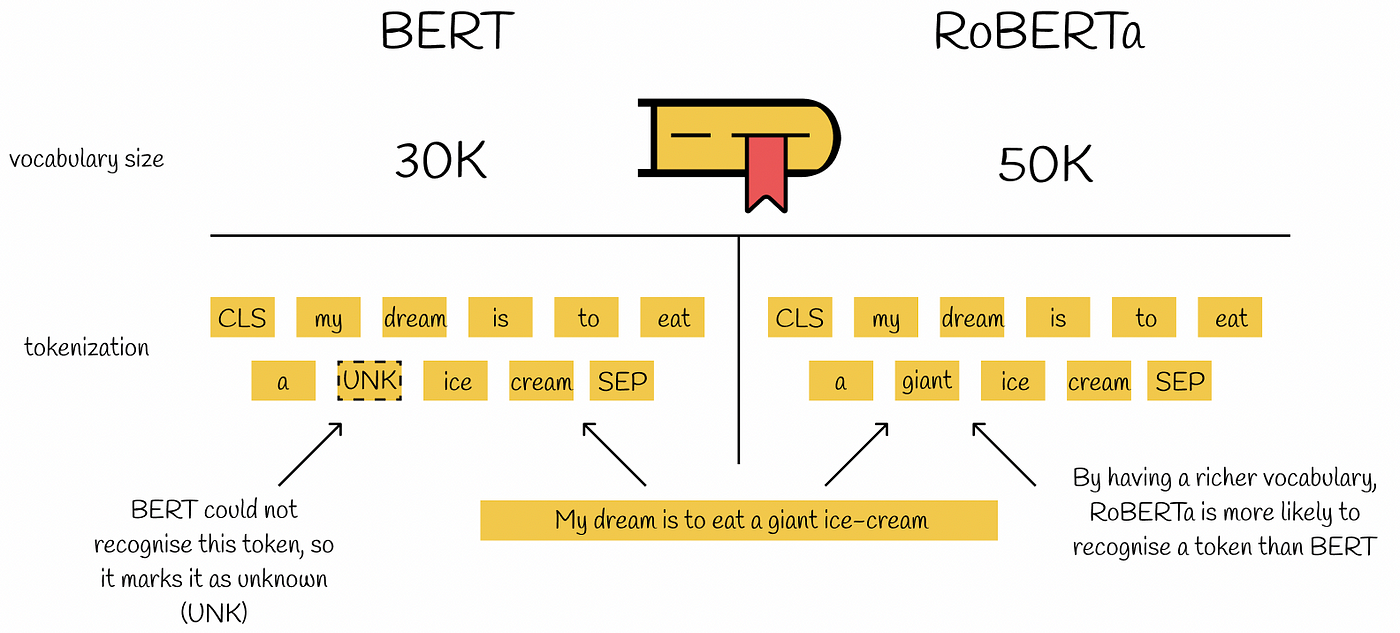 BERT
RoBERTa
vocabulary size
30K
50K
tokenization
CLS my dream is to eat
a UNK ice cream SEP
CLS my dream is to eat
a giant ice cream SEP
BERT could not
recognise this token, so
it marks it as unknown
(UNK)
My dream is to eat a giant ice-cream
By having a richer vocabulary,
RoBERTa is more likely to
recognise a token than BERT